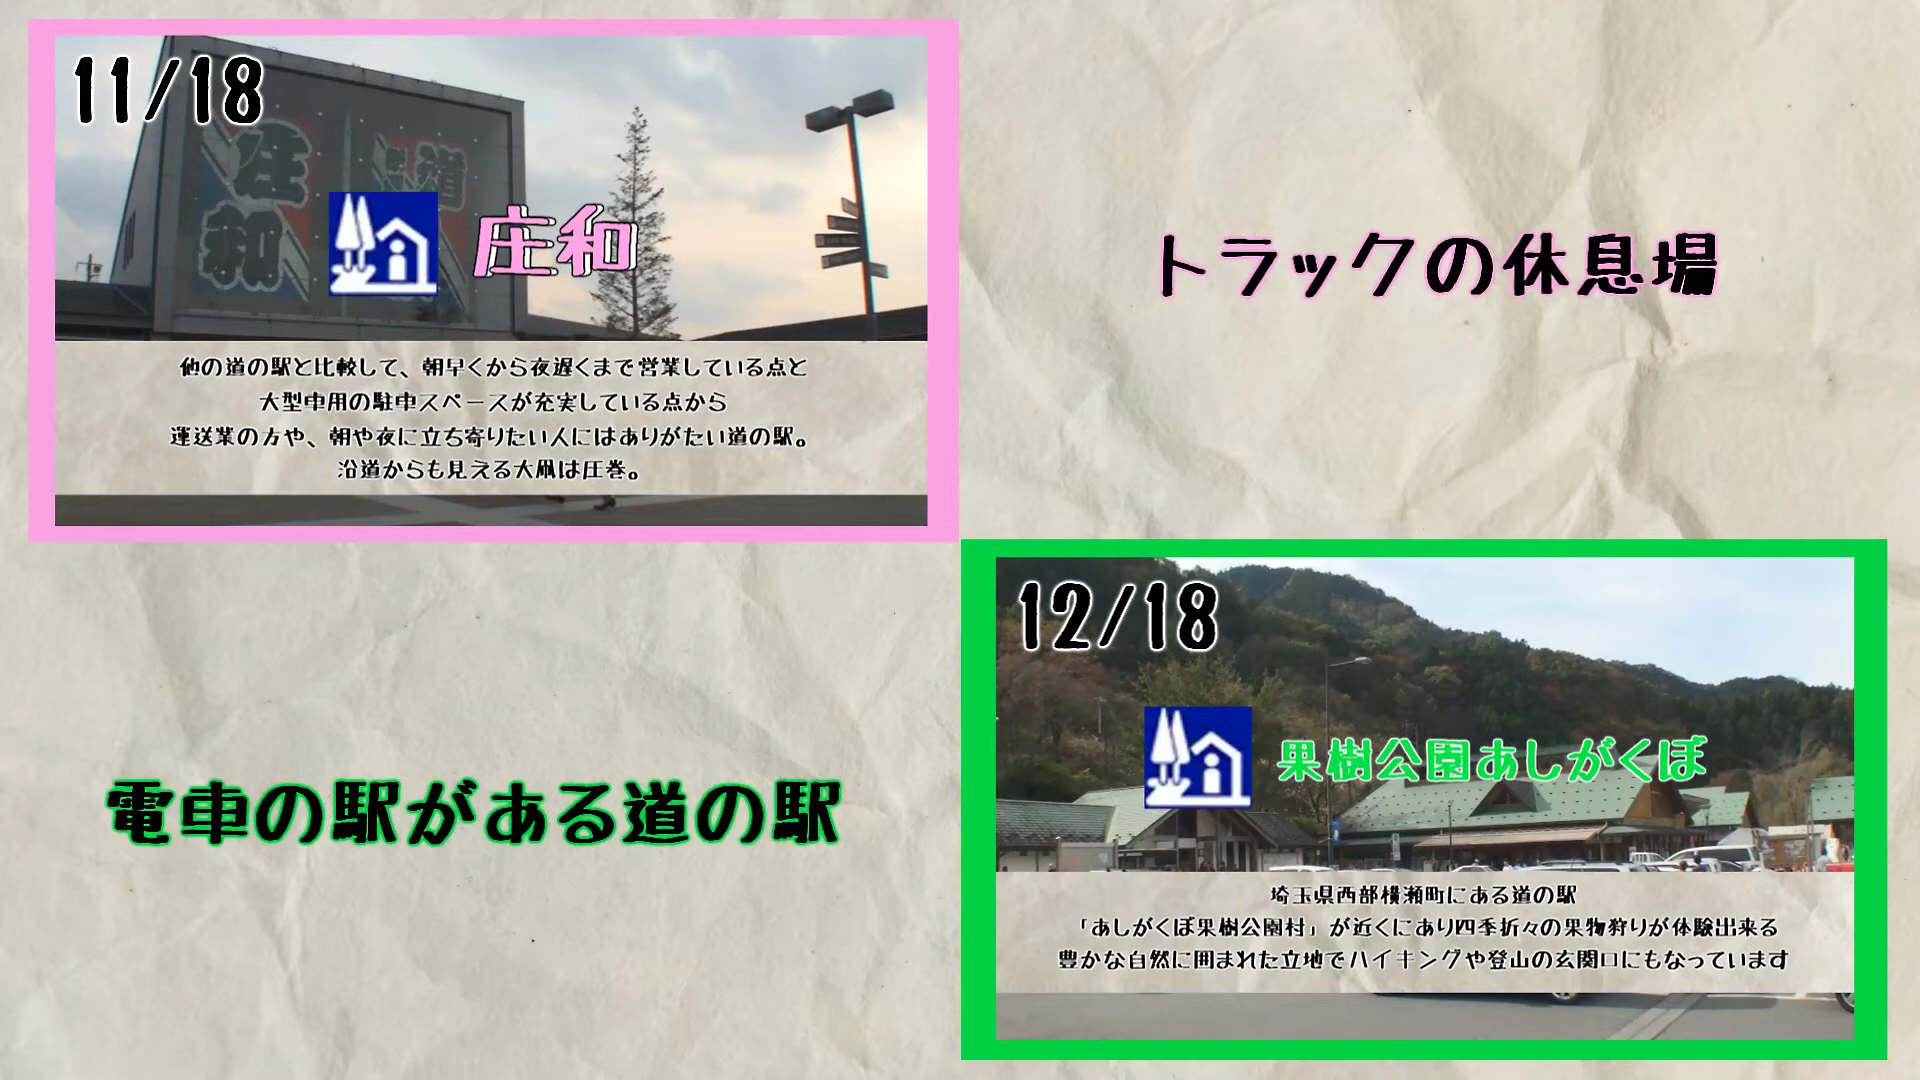 11/18
庄和 道
庄和
他の道の駅と比較して、朝早くから夜遅くまで営業している点と
大型車用の駐車スペースが充実している点から
運送業の方や、朝や夜に立ち寄りたい人にはありがたい道の駅。
沿道からも見える大凧は圧巻。
トラックの休息場
電車の駅がある道の駅
12/18
果樹公園あしがくぼ
埼玉県西部横瀬町にある道の駅
「あしがくぼ果樹公園村」が近くにあり四季折々の果物狩りが体験出来る
豊かな自然に囲まれた立地でハイキングや登山の玄関口にもなっています